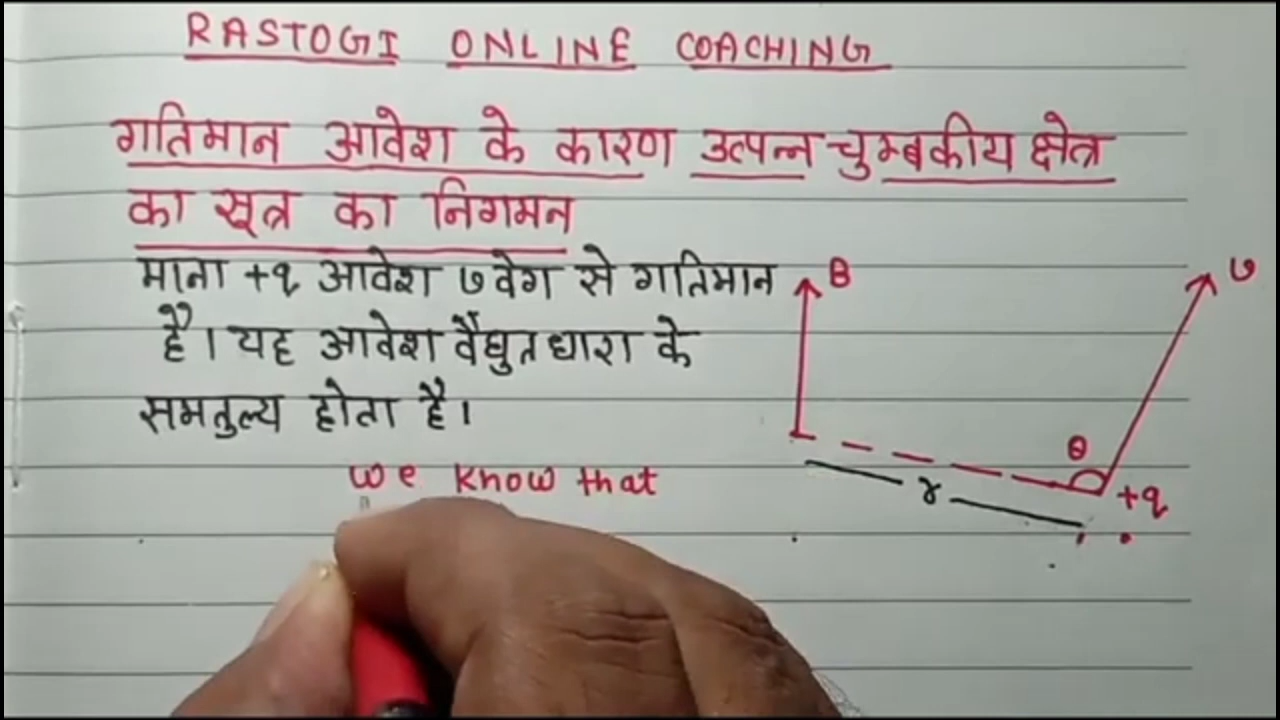 RASTOGI ONLINE COACHING
गतिमान आवेश के कारण उत्पन्न चुम्बकीय क्षेत्र
का सूत्र का निगमन
माना +q आवेश v वेग से गतिमान
है। यह आवेश वैधुत धारा के
समतुल्य होता है।
we know that
B
v
θ
r
+q